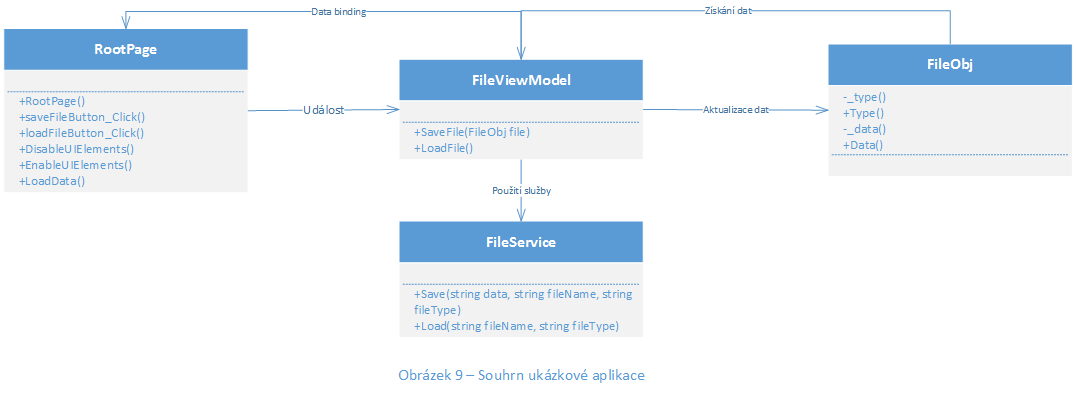 Data binding
Získání dat
RootPage
+RootPage()
+saveFileButton_Click()
+loadFileButton_Click()
+DisableUIElements()
+EnableUIElements()
+LoadData()
Událost
FileViewModel
+SaveFile(FileObj file)
+LoadFile()
Aktualizace dat
FileObj
-_type()
+Type()
-_data()
+Data()
Použití služby
FileService
+Save(string data, string fileName, string
fileType)
+Load(string fileName, string fileType)
Obrázek 9 – Souhrn ukázkové aplikace